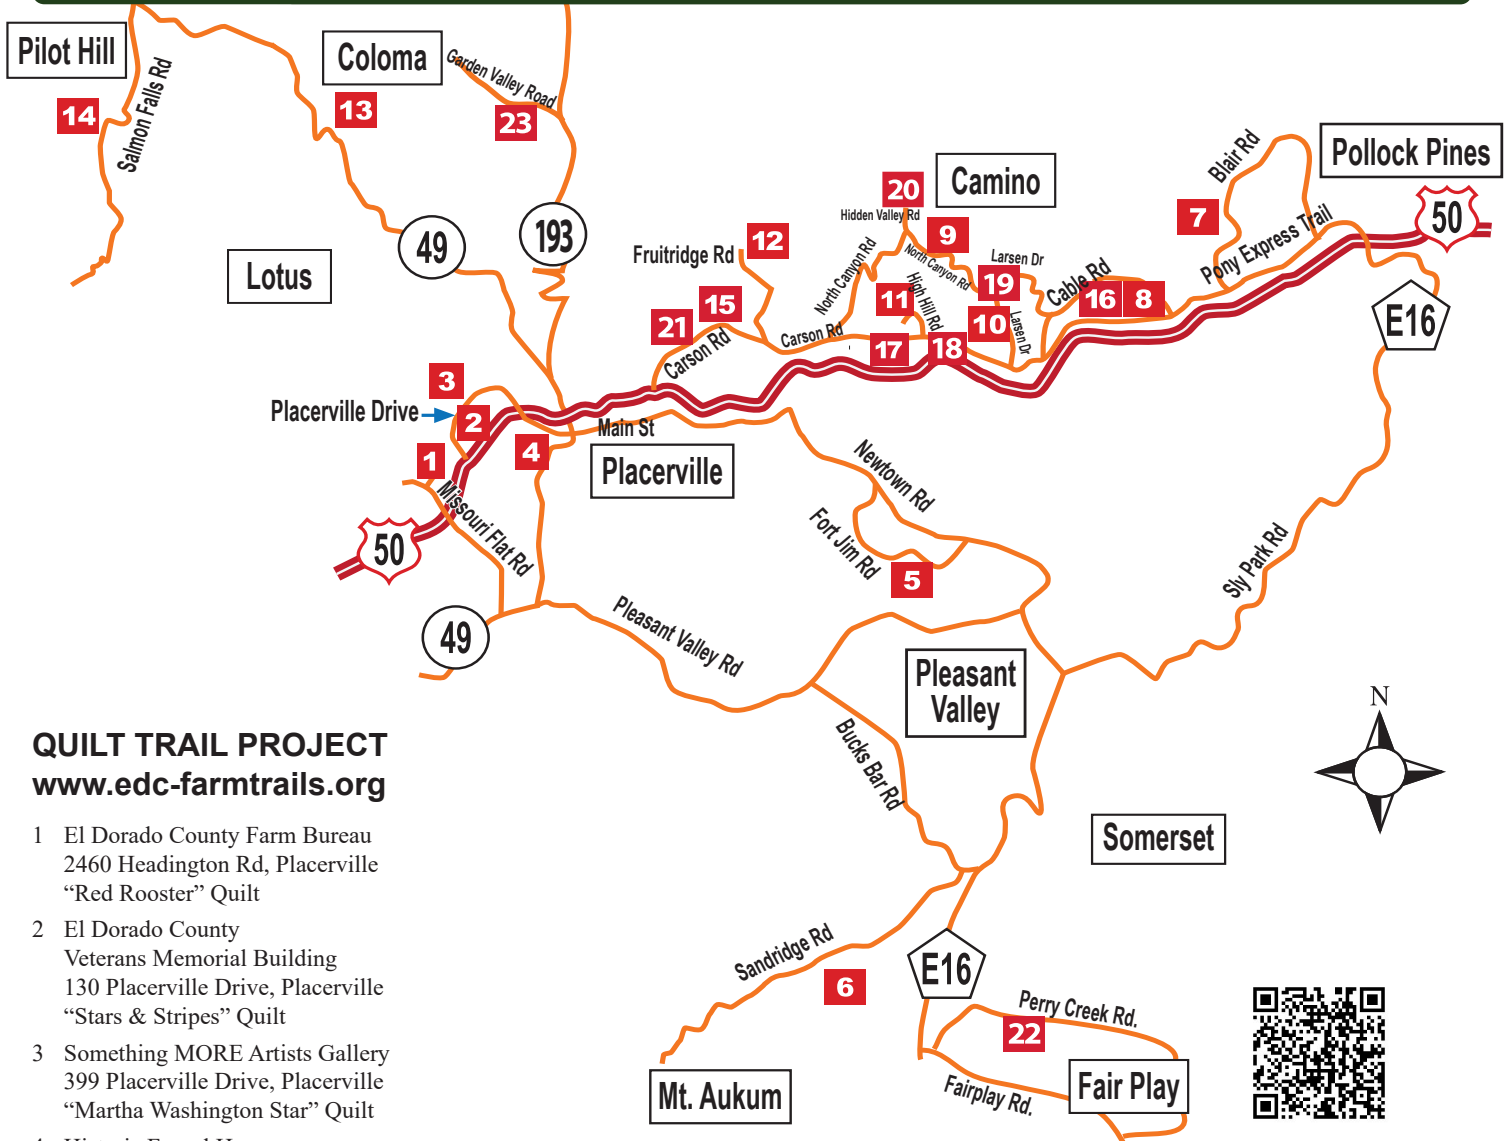 Pilot Hill
Coloma
Garden Valley Road
14
Salmon Falls Rd
13
23
Pollock Pines
Blair Rd
Camino
20
Hidden Valley Rd
7
50
Pony Express Trail
49
193
Lotus
Fruitridge Rd
12
9
North Canyon Rd
North Canyon Rd
Larsen Dr
19
Cable Rd
16
8
E16
11
High Hill Rd
10
Larsen Dr
15
21
Carson Rd
Carson Rd
17
18
3
Placerville Drive
2
1
4
Main St
Placerville
Missouri Flat Rd
50
Newtown Rd
Fort Jim Rd
5
Sly Park Rd
49
Pleasant Valley Rd
Pleasant
Valley
Bucks Bar Rd
N
Somerset
Sandridge Rd
6
E16
Perry Creek Rd.
22
Fairplay Rd.
Fair Play
Mt. Aukum
QUILT TRAIL PROJECT
www.edc-farmtrails.org
1 El Dorado County Farm Bureau
2460 Headington Rd, Placerville
“Red Rooster” Quilt
2 El Dorado County
Veterans Memorial Building
130 Placerville Drive, Placerville
“Stars & Stripes” Quilt
3 Something MORE Artists Gallery
399 Placerville Drive, Placerville
“Martha Washington Star” Quilt